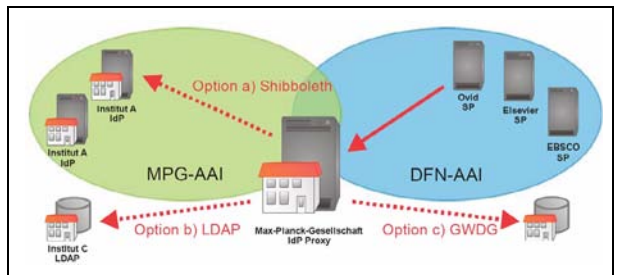 Option a) Shibboleth
Institut A
IdP
Institut A
IdP
MPG-AAI
Ovid
SP
Elsevier
SP
EBSCO
SP
DFN-AAI
Option b) LDAP
Max-Planck-Gesellschaft
IdP Proxy
Option c) GWDG
Institut C
LDAP